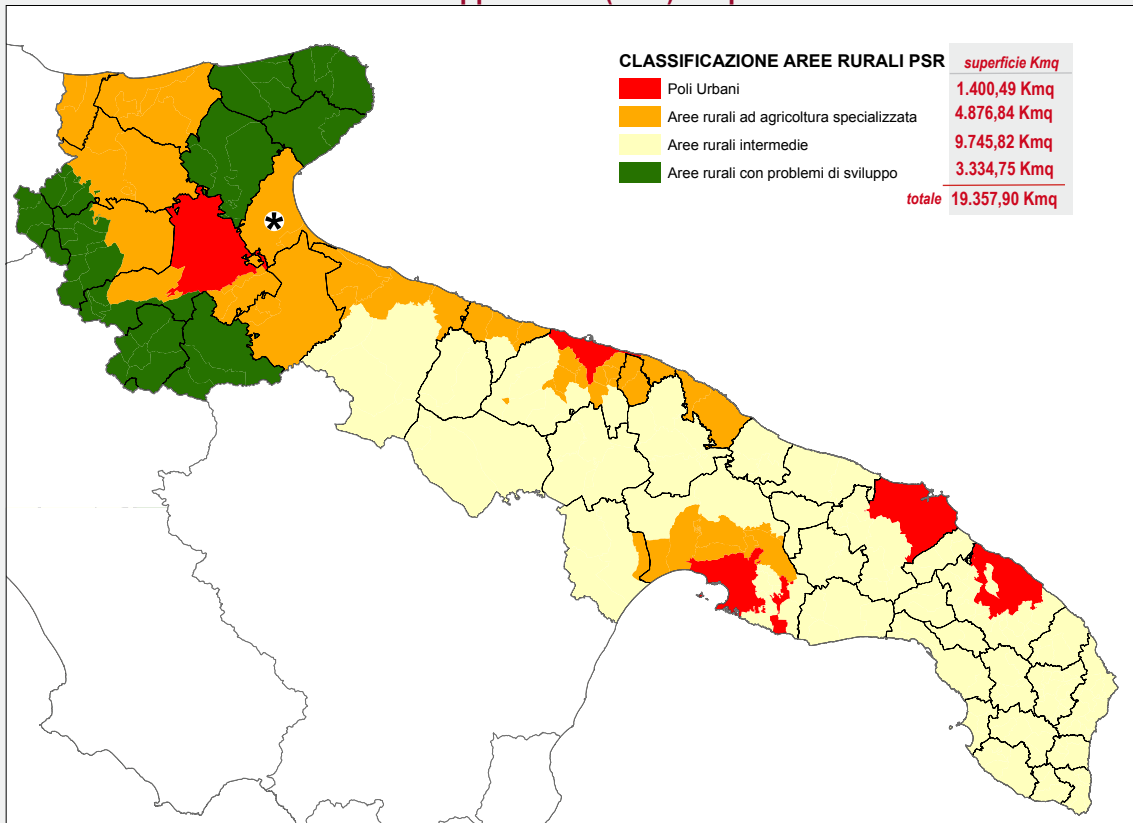 CLASSIFICAZIONE AREE RURALI PSR superficie Kmq
Poli Urbani 1.400,49 Kmq
Aree rurali ad agricoltura specializzata 4.876,84 Kmq
Aree rurali intermedie 9.745,82 Kmq
Aree rurali con problemi di sviluppo 3.334,75 Kmq
totale 19.357,90 Kmq
*